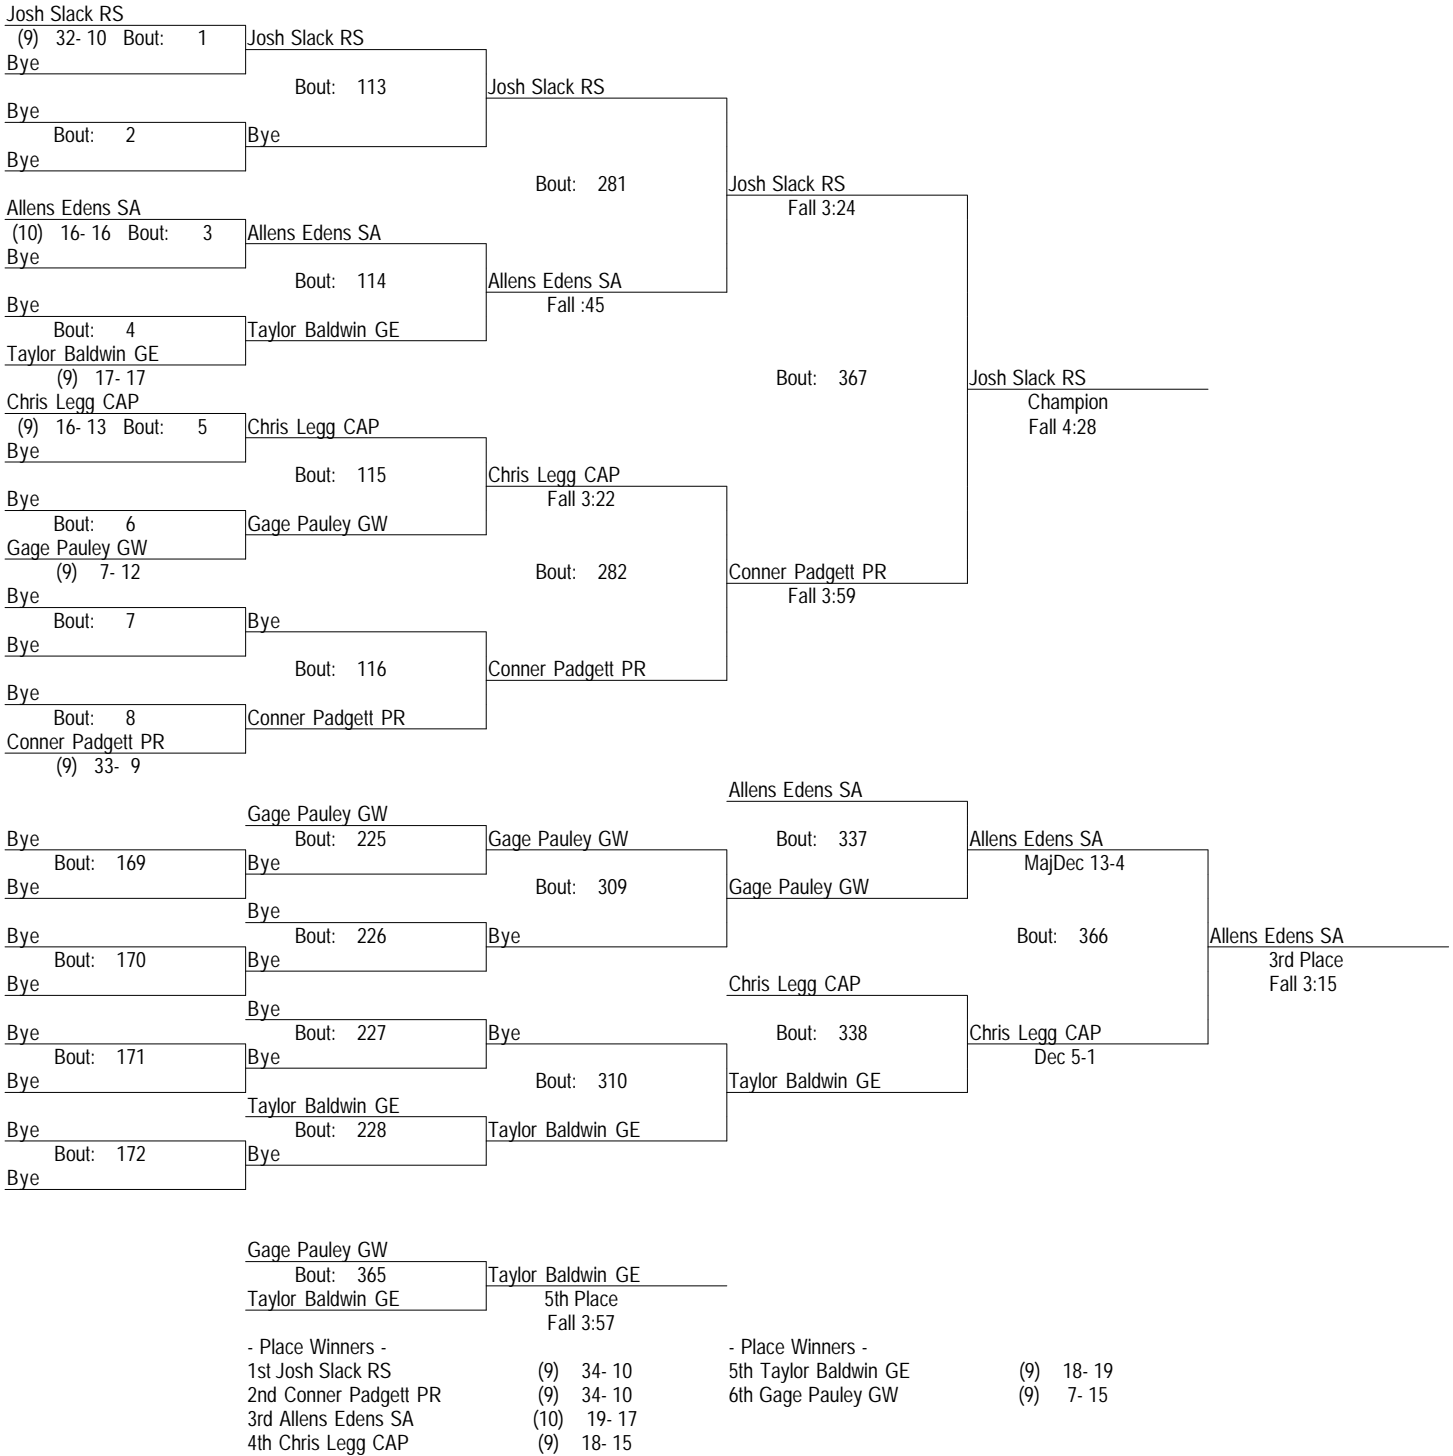 Josh Slack RS
(9) 32- 10 Bout: 1 Josh Slack RS
Bye
Bout: 113 Josh Slack RS
Bye
Bout: 2 Bye
Bye
Bout: 281 Josh Slack RS
Fall 3:24
Allens Edens SA
(10) 16- 16 Bout: 3 Allens Edens SA
Bye
Bout: 114 Allens Edens SA
Fall :45
Bye
Bout: 4 Taylor Baldwin GE
Taylor Baldwin GE
(9) 17- 17
Bout: 367 Josh Slack RS
Champion
Fall 4:28
Chris Legg CAP
(9) 16- 13 Bout: 5 Chris Legg CAP
Bye
Bout: 115 Chris Legg CAP
Fall 3:22
Bye
Bout: 6 Gage Pauley GW
Gage Pauley GW
(9) 7- 12
Bout: 282 Conner Padgett PR
Fall 3:59
Bye
Bout: 7 Bye
Bye
Bout: 116 Conner Padgett PR
Bye
Bout: 8 Conner Padgett PR
Conner Padgett PR
(9) 33- 9
Allens Edens SA
Gage Pauley GW
Bye Bout: 225 Gage Pauley GW Bout: 337 Allens Edens SA
Bout: 169 Bye MajDec 13-4
Bye Bout: 309 Gage Pauley GW
Bye
Bye Bout: 226 Bye Bout: 366 Allens Edens SA
Bout: 170 Bye 3rd Place
Bye Chris Legg CAP Fall 3:15
Bye
Bye Bout: 227 Bye Bout: 338 Chris Legg CAP
Bout: 171 Bye Dec 5-1
Bye Bout: 310 Taylor Baldwin GE
Taylor Baldwin GE
Bye Bout: 228 Taylor Baldwin GE
Bout: 172 Bye
Bye
Gage Pauley GW
Bout: 365 Taylor Baldwin GE
Taylor Baldwin GE 5th Place
Fall 3:57
- Place Winners -
1st Josh Slack RS (9) 34- 10
2nd Conner Padgett PR (9) 34- 10
3rd Allens Edens SA (10) 19- 17
4th Chris Legg CAP (9) 18- 15
- Place Winners -
5th Taylor Baldwin GE (9) 18- 19
6th Gage Pauley GW (9) 7- 15